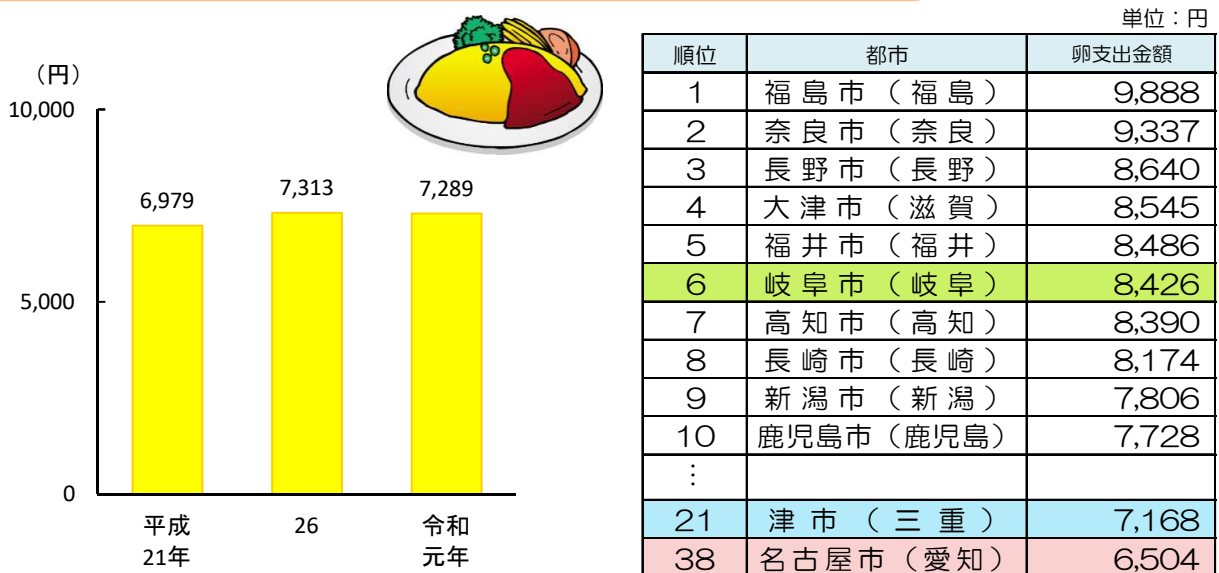 (円)
10,000
5,000
0
6,979
7,313
7,289
平成
21年
26
令和
元年
単位：円
順位 都市 卵支出金額
1 福島市（福島） 9,888
2 奈良市（奈良） 9,337
3 長野市（長野） 8,640
4 大津市（滋賀） 8,545
5 福井市（福井） 8,486
6 岐阜市（岐阜） 8,426
7 高知市（高知） 8,390
8 長崎市（長崎） 8,174
9 新潟市（新潟） 7,806
10 鹿児島市（鹿児島） 7,728
⋮
21 津市（三重） 7,168
38 名古屋市（愛知） 6,504